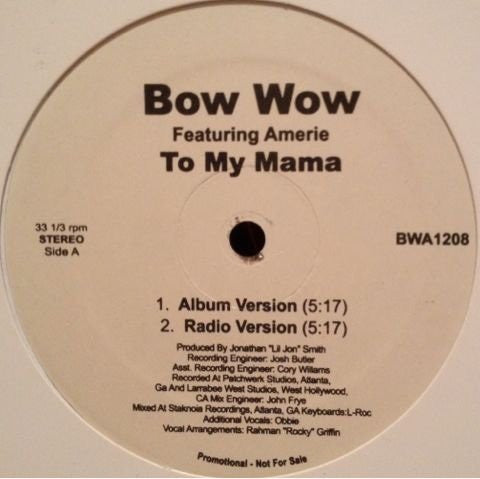 Bow Wow
Featuring Amerie
To My Mama
33 1/3 rpm
STEREO
Side A
BWA1208
1. Album Version (5:17)
2. Radio Version (5:17)
Produced By Jonathan "Lil Jon" Smith
Recording Engineer: Josh Butler
Asst. Recording Engineer: Cory Williams
Recorded At Patchwerk Studios, Atlanta,
Ga And Larrabee West Studios, West Hollywood,
CA Mix Engineer: John Frye
Mixed At Staknoia Recordings, Atlanta, GA Keyboards:L-Roc
Additional Vocals: Obbie
Vocal Arrangements: Rahman "Rocky" Griffin
Promotional - Not For Sale